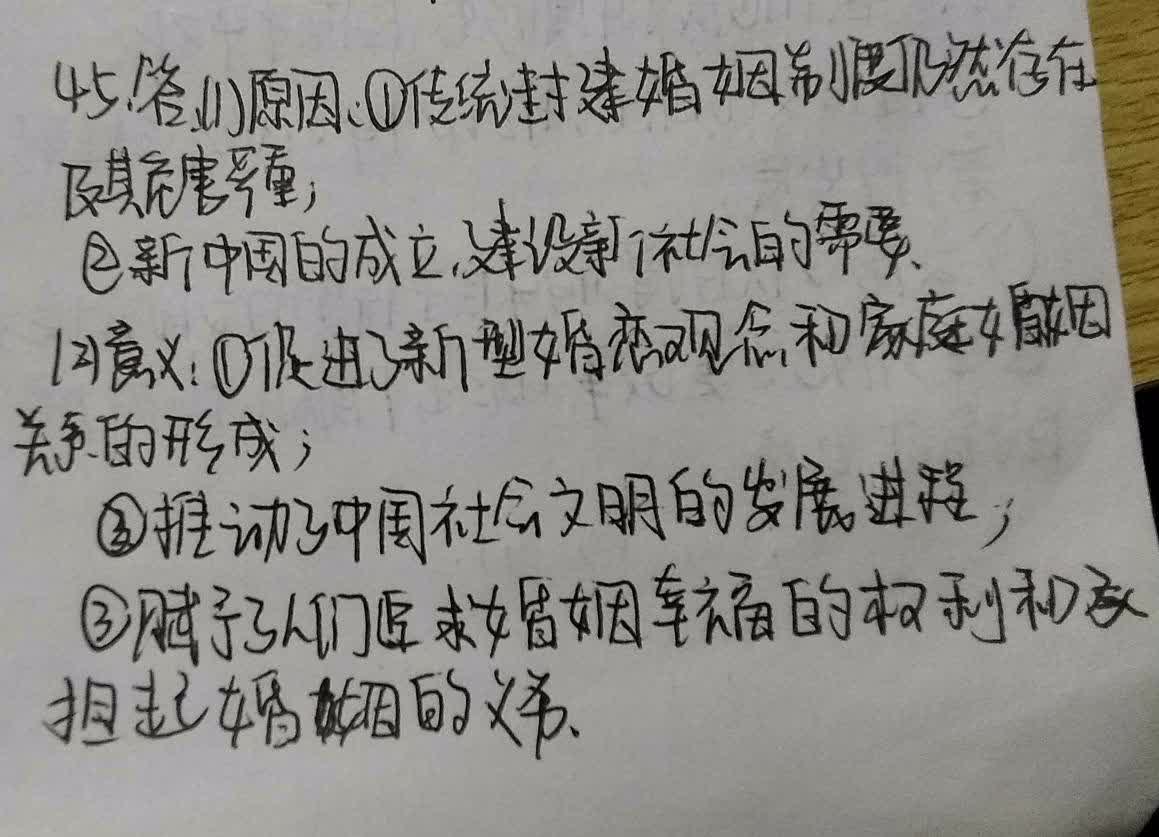 45.答.(1)原因:①传统封建婚姻制度仍然存在
及其危害严重;
②新中国的成立,建设新社会的需要.
(2)意义:①促进了新型婚恋观念和家庭婚姻
关系的形成;
②推动了中国社会文明的发展进程;
③赋予了人们追求婚姻幸福的权利和承
担起婚姻的义务.